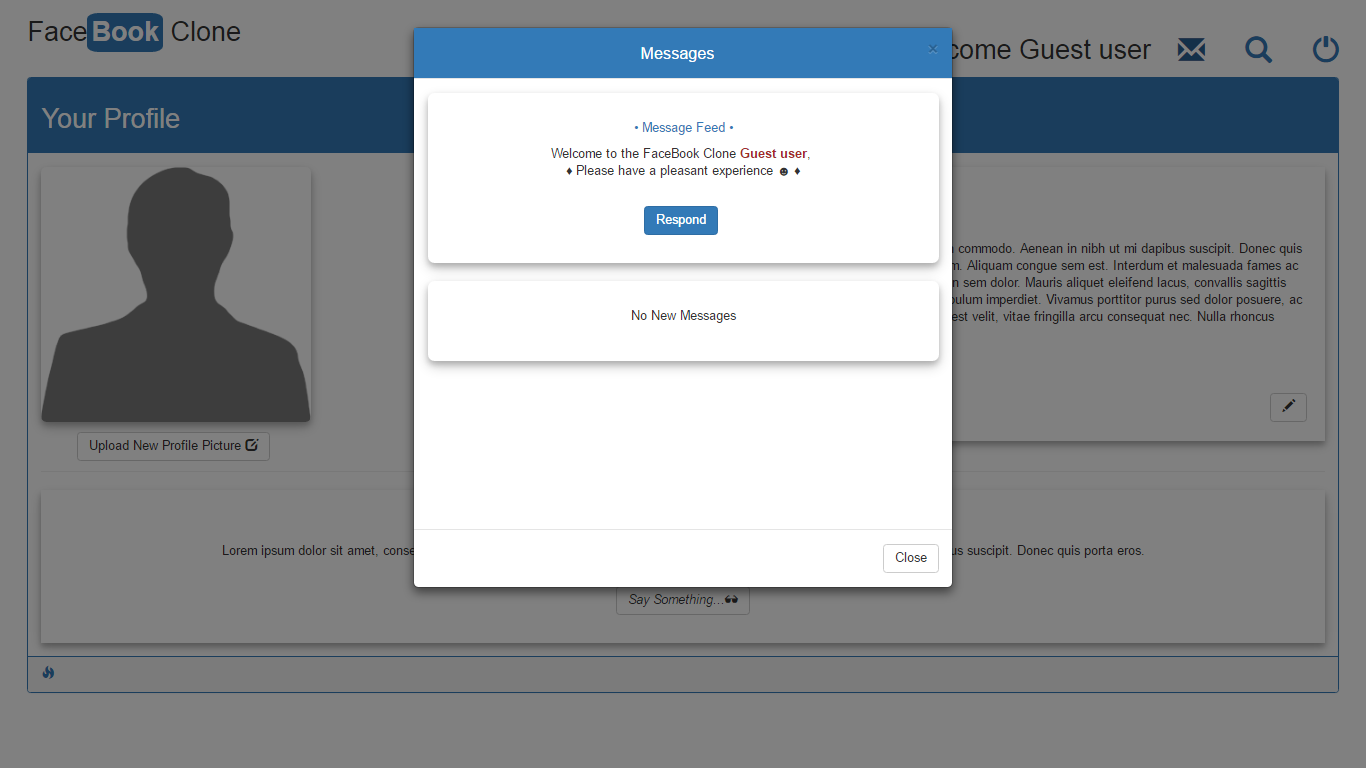 FaceBook Clone
come Guest user
Your Profile
Messages
×
• Message Feed •
Welcome to the FaceBook Clone Guest user,
♦ Please have a pleasant experience ☻ ♦
Respond
No New Messages
Close
commodo. Aenean in nibh ut mi dapibus suscipit. Donec quis
m. Aliquam congue sem est. Interdum et malesuada fames ac
n sem dolor. Mauris aliquet eleifend lacus, convallis sagittis
bulum imperdiet. Vivamus porttitor purus sed dolor posuere, ac
est velit, vitae fringilla arcu consequat nec. Nulla rhoncus
Upload New Profile Picture
Lorem ipsum dolor sit amet, conse us suscipit. Donec quis porta eros.
Say Something...